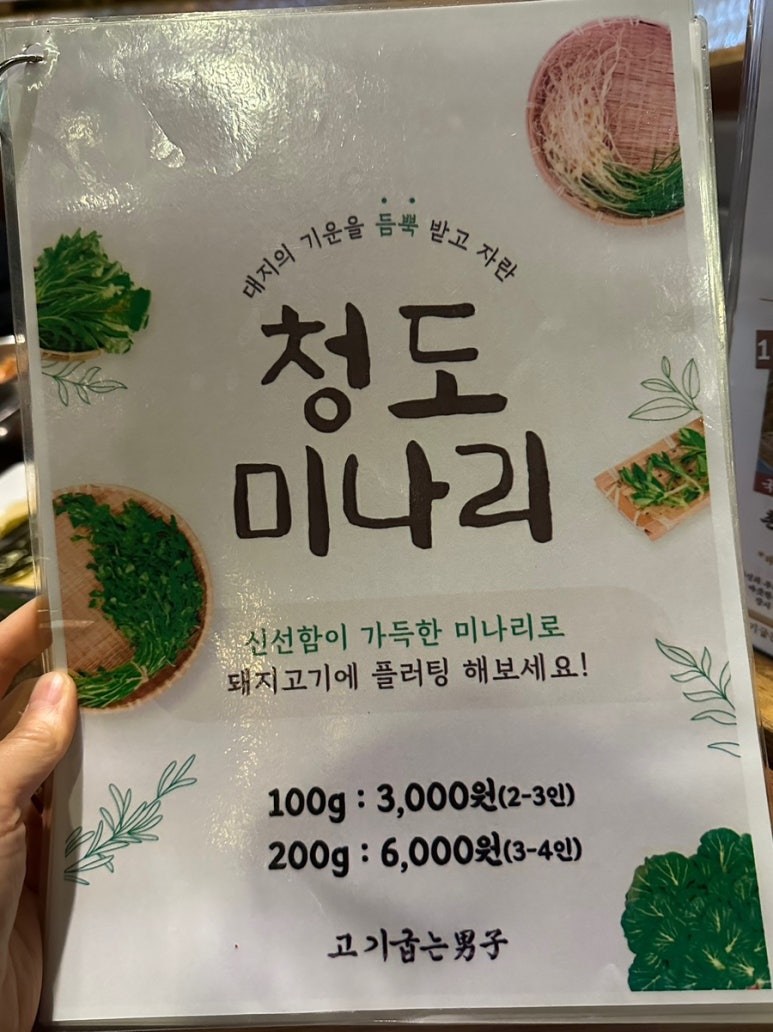 대지의 기운을 듬뿍 받고 자란
청도
미나리
신선함이 가득한 미나리로
돼지고기에 플러팅 해보세요!
100g : 3,000원(2-3인)
200g : 6,000원(3-4인)
고기굽는男子
1